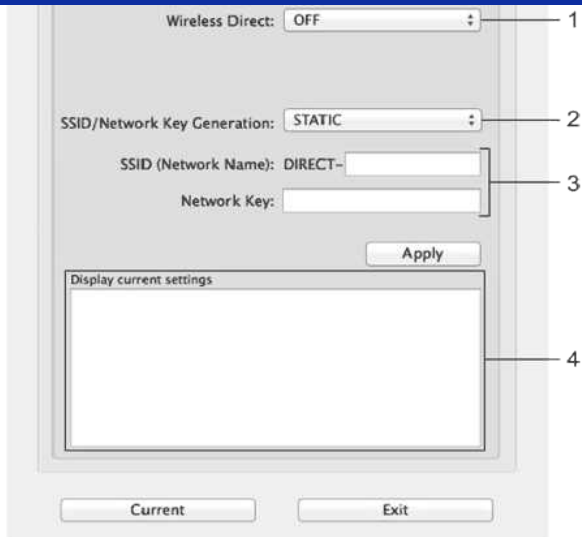 Wireless Direct: OFF 1
SSID/Network Key Generation: STATIC 2
SSID (Network Name): DIRECT-
3
Network Key:
Apply
Display current settings
4
Current Exit